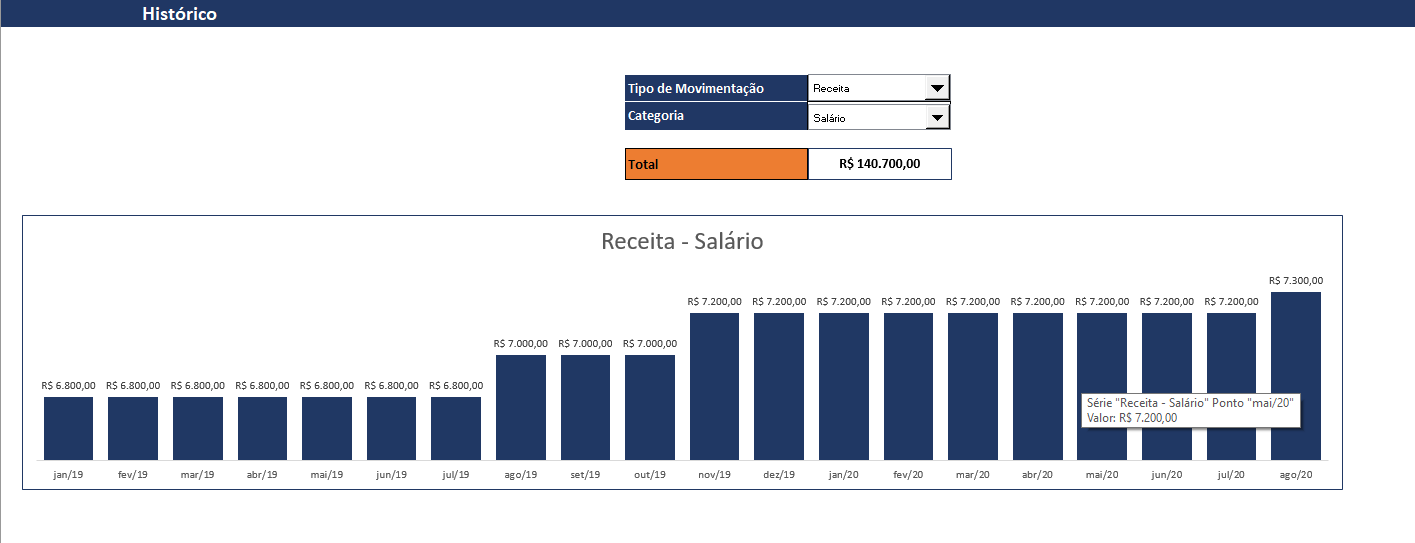 Histórico
Tipo de Movimentação Receita
Categoria Salário
Total R$ 140.700,00
Receita - Salário
R$ 7.300,00
R$ 7.200,00 R$ 7.200,00 R$ 7.200,00 R$ 7.200,00 R$ 7.200,00 R$ 7.200,00 R$ 7.200,00 R$ 7.200,00 R$ 7.200,00
R$ 7.000,00 R$ 7.000,00 R$ 7.000,00
R$ 6.800,00 R$ 6.800,00 R$ 6.800,00 R$ 6.800,00 R$ 6.800,00 R$ 6.800,00 R$ 6.800,00
Série "Receita - Salário" Ponto "mai/20"
Valor: R$ 7.200,00
jan/19 fev/19 mar/19 abr/19 mai/19 jun/19 jul/19 ago/19 set/19 out/19 nov/19 dez/19 jan/20 fev/20 mar/20 abr/20 mai/20 jun/20 jul/20 ago/20